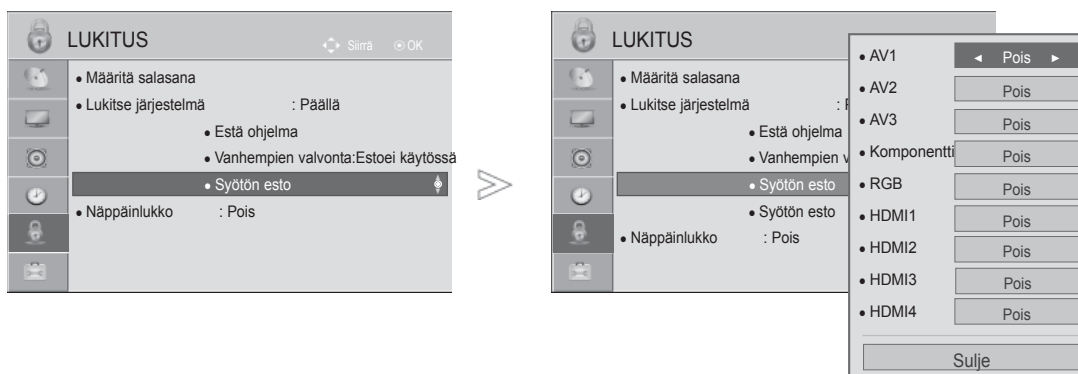 LUKITUS
Siirrä OK
• Määritä salasana
• Lukitse järjestelmä : Päällä
• Estä ohjelma
• Vanhempien valvonta:Estoei käytössä
• Syötön esto
• Näppäinlukko : Pois
LUKITUS
• Määritä salasana
• Lukitse järjestelmä :
• Estä ohjelma
• Vanhempien v
• Syötön esto
• Syötön esto
• Näppäinlukko : Pois
• AV1 ◄ Pois ►
• AV2 Pois
• AV3 Pois
• Komponentti Pois
• RGB Pois
• HDMI1 Pois
• HDMI2 Pois
• HDMI3 Pois
• HDMI4 Pois
Sulje